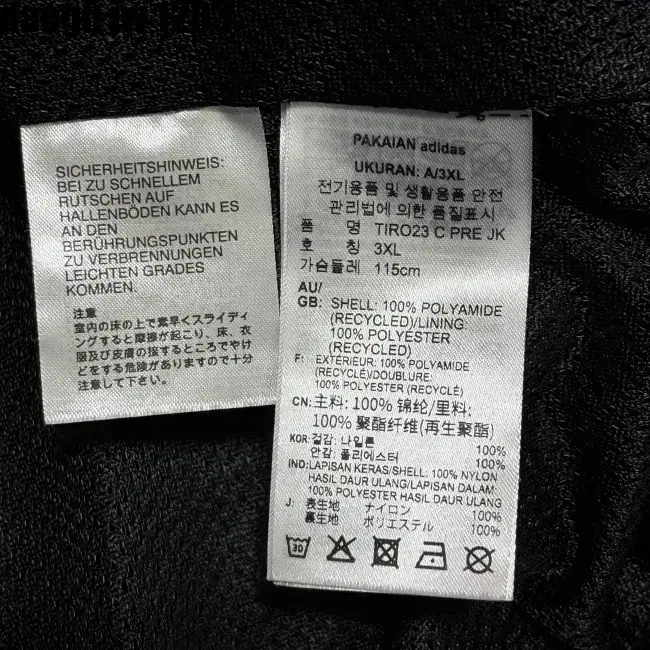 SICHERHEITSHINWEIS:
BEI ZU SCHNELLEM
RUTSCHEN AUF
HALLENBÖDEN KANN ES
AN DEN
BERÜHRUNGSPUNKTEN
ZU VERBRENNUNGEN
LEICHTEN GRADES
KOMMEN.
注意
室内の床の上で素早くスライディ
ングすると摩擦が起こり、床、衣
服及び皮膚の接するところでやけ
どをする危険がありますので十分
注意して下さい。
PAKAIAN adidas
UKURAN: A/3XL
전기용품 및 생활용품 안전
관리법에 의한 품질표시
품 명 TIRO23 C PRE JK
호 칭 3XL
가슴둘레 115cm
AU/
GB: SHELL: 100% POLYAMIDE
(RECYCLED)/LINING:
100% POLYESTER
(RECYCLED)
F: EXTÉRIEUR: 100% POLYAMIDE
(RECYCLÉ)/DOUBLURE:
100% POLYESTER (RECYCLÉ)
CN: 主料: 100% 锦纶/里料:
100% 聚酯纤维(再生聚酯)
KOR: 겉감: 나일론 100%
안감: 폴리에스터 100%
IND: LAPISAN KERAS/SHELL: 100% NYLON
HASIL DAUR ULANG/LAPISAN DALAM:
100% POLYESTER HASIL DAUR ULANG
J: 表生地 ナイロン 100%
裏生地 ポリエステル 100%
30